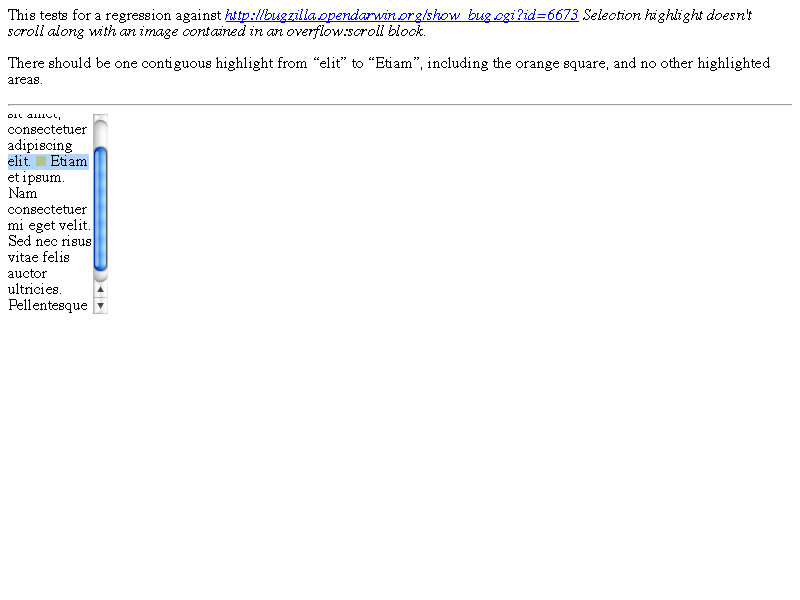 This tests for a regression against http://bugzilla.opendarwin.org/show_bug.cgi?id=6673 Selection highlight doesn't
scroll along with an image contained in an overflow:scroll block.
There should be one contiguous highlight from “elit” to “Etiam”, including the orange square, and no other highlighted
areas.
sit amet,
consectetuer
adipiscing
elit. Etiam
et ipsum.
Nam
consectetuer
mi eget velit.
Sed nec risus
vitae felis
auctor
ultricies.
Pellentesque